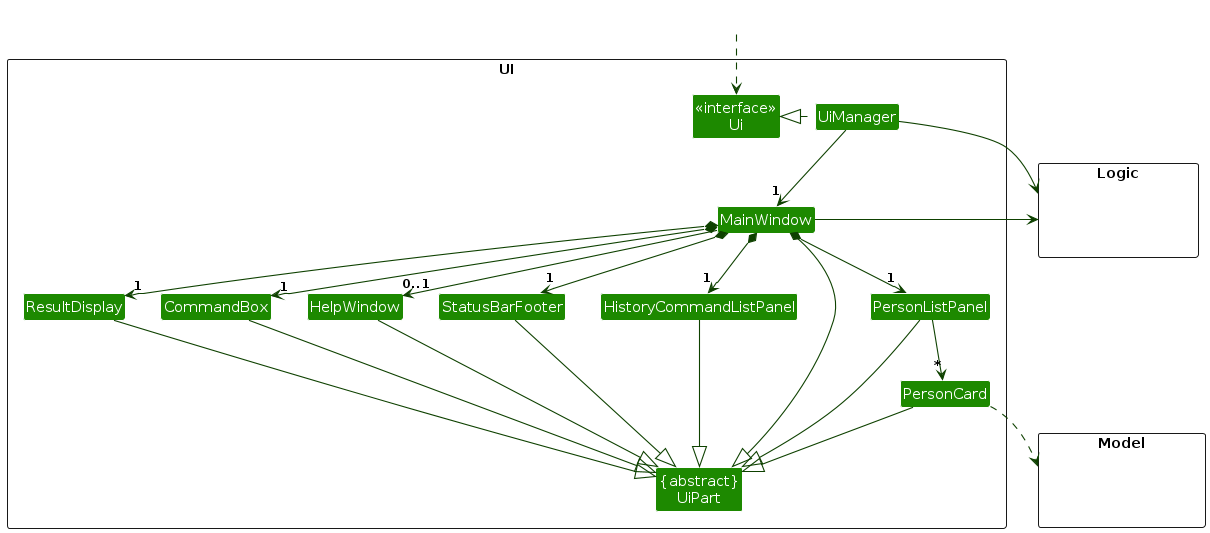 UI
«interface»
Ui
UiManager
Logic
1
MainWindow
1
1
0..1
1
1
1
ResultDisplay
CommandBox
HelpWindow
StatusBarFooter
HistoryCommandListPanel
PersonListPanel
*
PersonCard
Model
{abstract}
UiPart